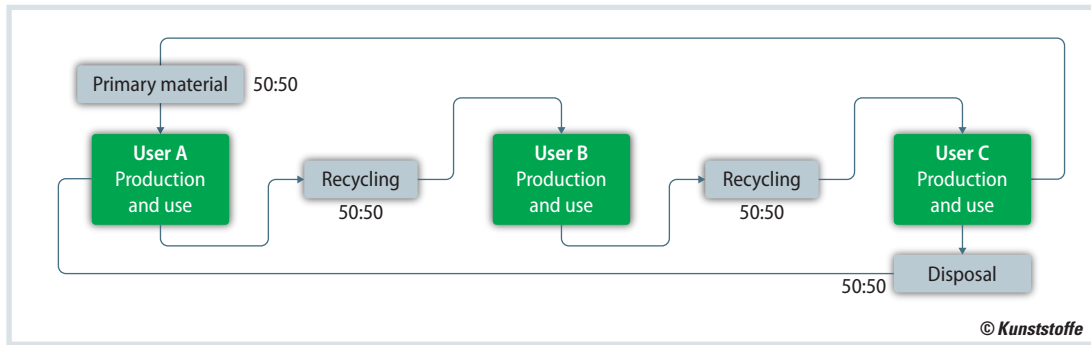 Primary material
50:50
User A
Production
and use
Recycling
50:50
User B
Production
and use
Recycling
50:50
User C
Production
and use
Disposal
50:50
© Kunststoffe